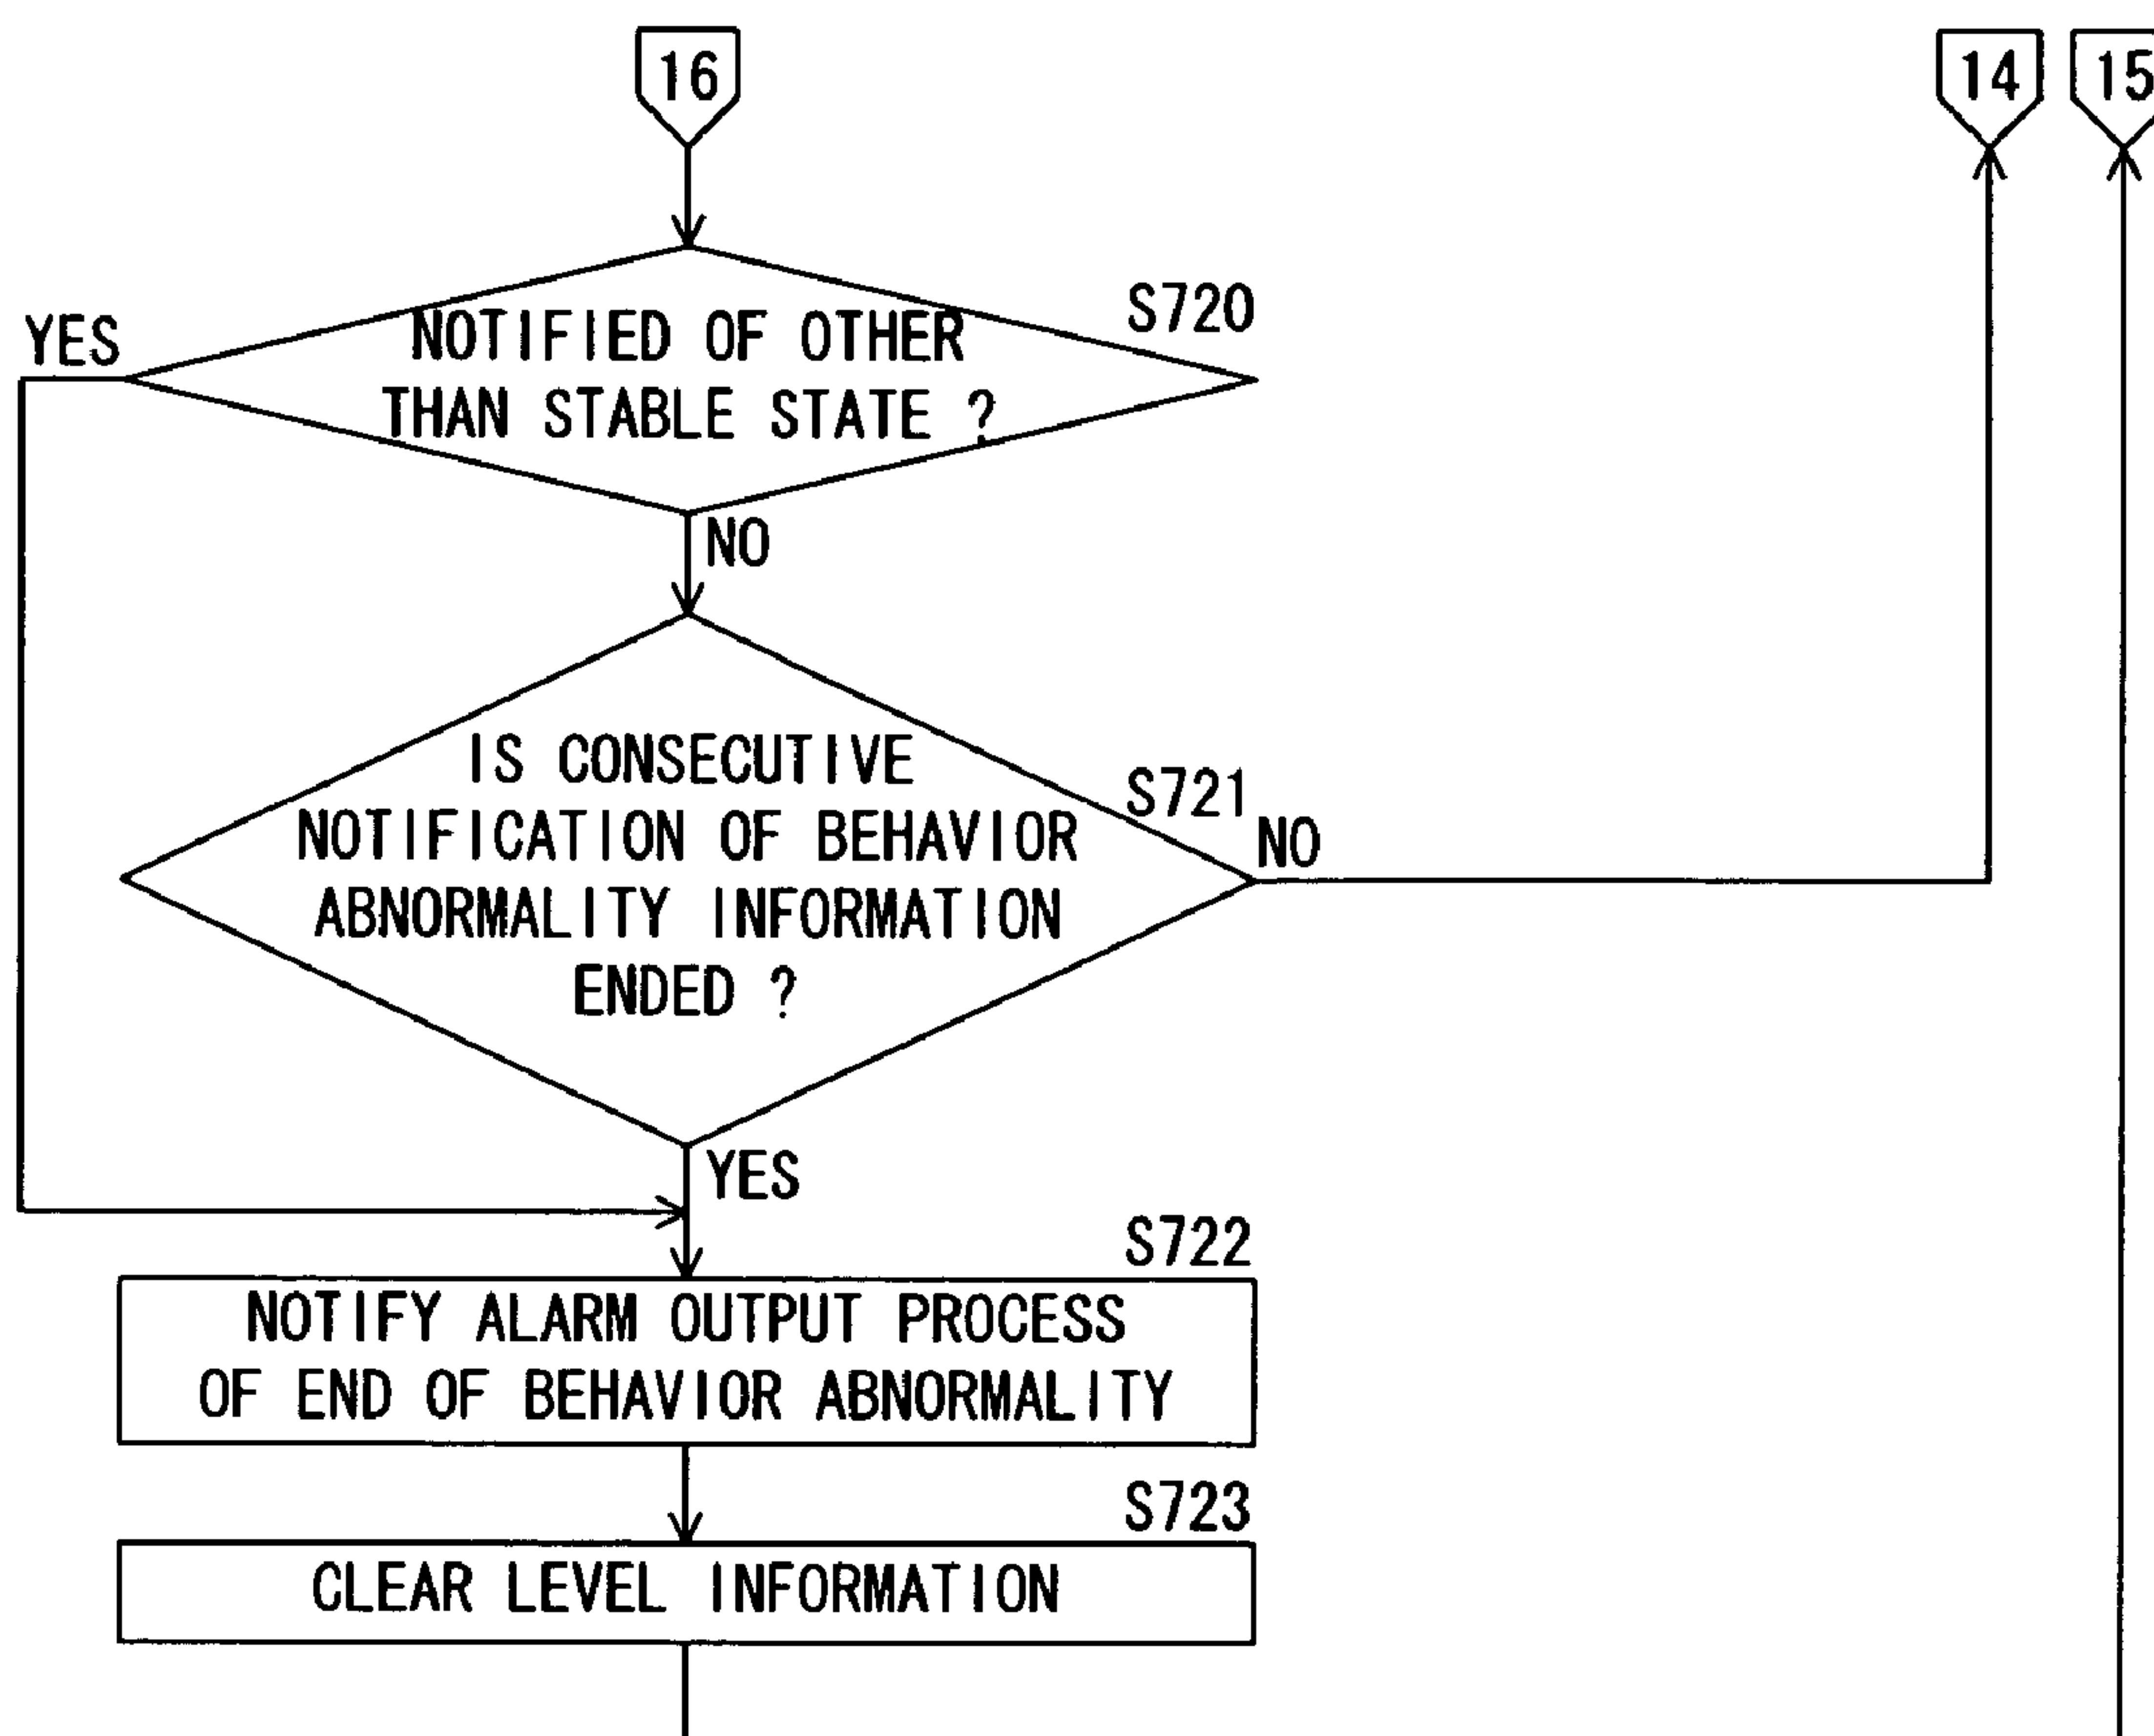 16
14
15
S720
YES
NOTIFIED OF OTHER
THAN STABLE STATE ?
NO
IS CONSECUTIVE
NOTIFICATION OF BEHAVIOR
ABNORMALITY INFORMATION
ENDED ?
S721
NO
YES
S722
NOTIFY ALARM OUTPUT PROCESS
OF END OF BEHAVIOR ABNORMALITY
S723
CLEAR LEVEL INFORMATION